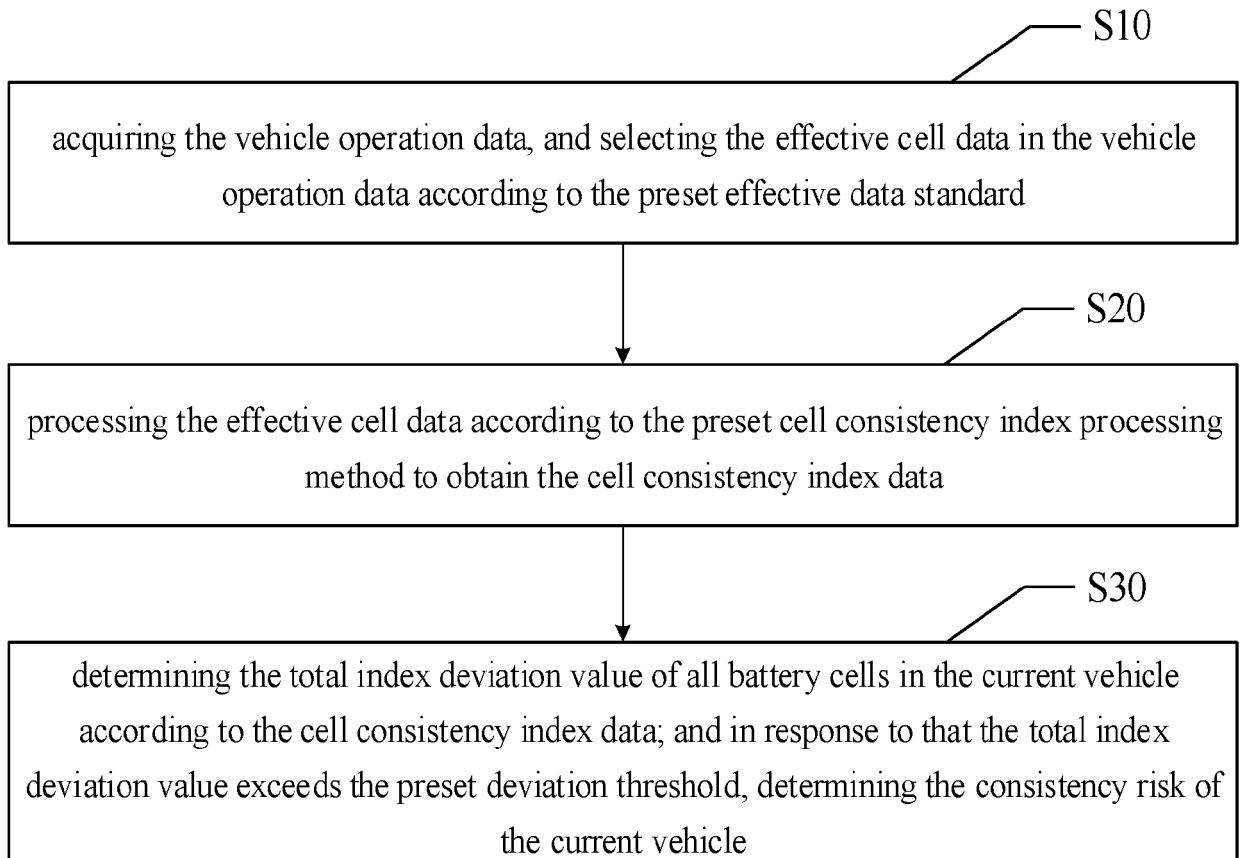 S10
acquiring the vehicle operation data, and selecting the effective cell data in the vehicle
operation data according to the preset effective data standard
S20
processing the effective cell data according to the preset cell consistency index processing
method to obtain the cell consistency index data
S30
determining the total index deviation value of all battery cells in the current vehicle
according to the cell consistency index data; and in response to that the total index
deviation value exceeds the preset deviation threshold, determining the consistency risk of
the current vehicle